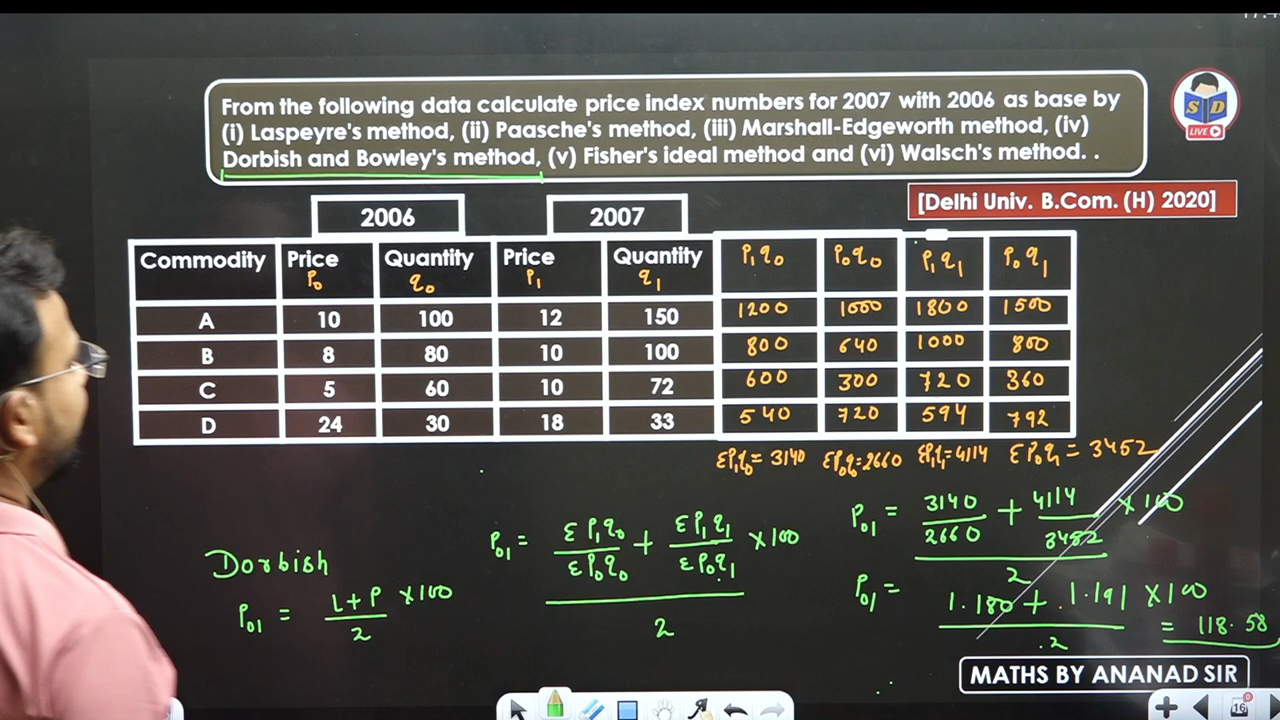 17:4
From the following data calculate price index numbers for 2007 with 2006 as base by
(i) Laspeyre's method, (ii) Paasche's method, (iii) Marshall-Edgeworth method, (iv)
Dorbish and Bowley's method, (v) Fisher's ideal method and (vi) Walsch's method. .
S D
LIVE
[Delhi Univ. B.Com. (H) 2020]
2006 2007
Commodity Price Quantity Price Quantity P₁q₀ P₀q₀ P₁q₁ P₀q₁
P₀ q₀ P₁ q₁
A 10 100 12 150 1200 1000 1800 1500
B 8 80 10 100 800 640 1000 800
C 5 60 10 72 600 300 720 360
D 24 30 18 33 540 720 594 792
ΣP₁q₀ = 3140 ΣP₀q₀=2660 ΣP₁q₁=4114 ΣP₀q₁ = 3452
Dorbish
P₀₁ = L+P/2 ×100
P₀₁ = ΣP₁q₀/ΣP₀q₀ + ΣP₁q₁/ΣP₀q₁ ×100
2
P₀₁ = 3140/2660 + 4114/3452 ×100
2
P₀₁ = 1.180 + 1.191 ×100
.2
= 118.58
MATHS BY ANANAD SIR
16
0